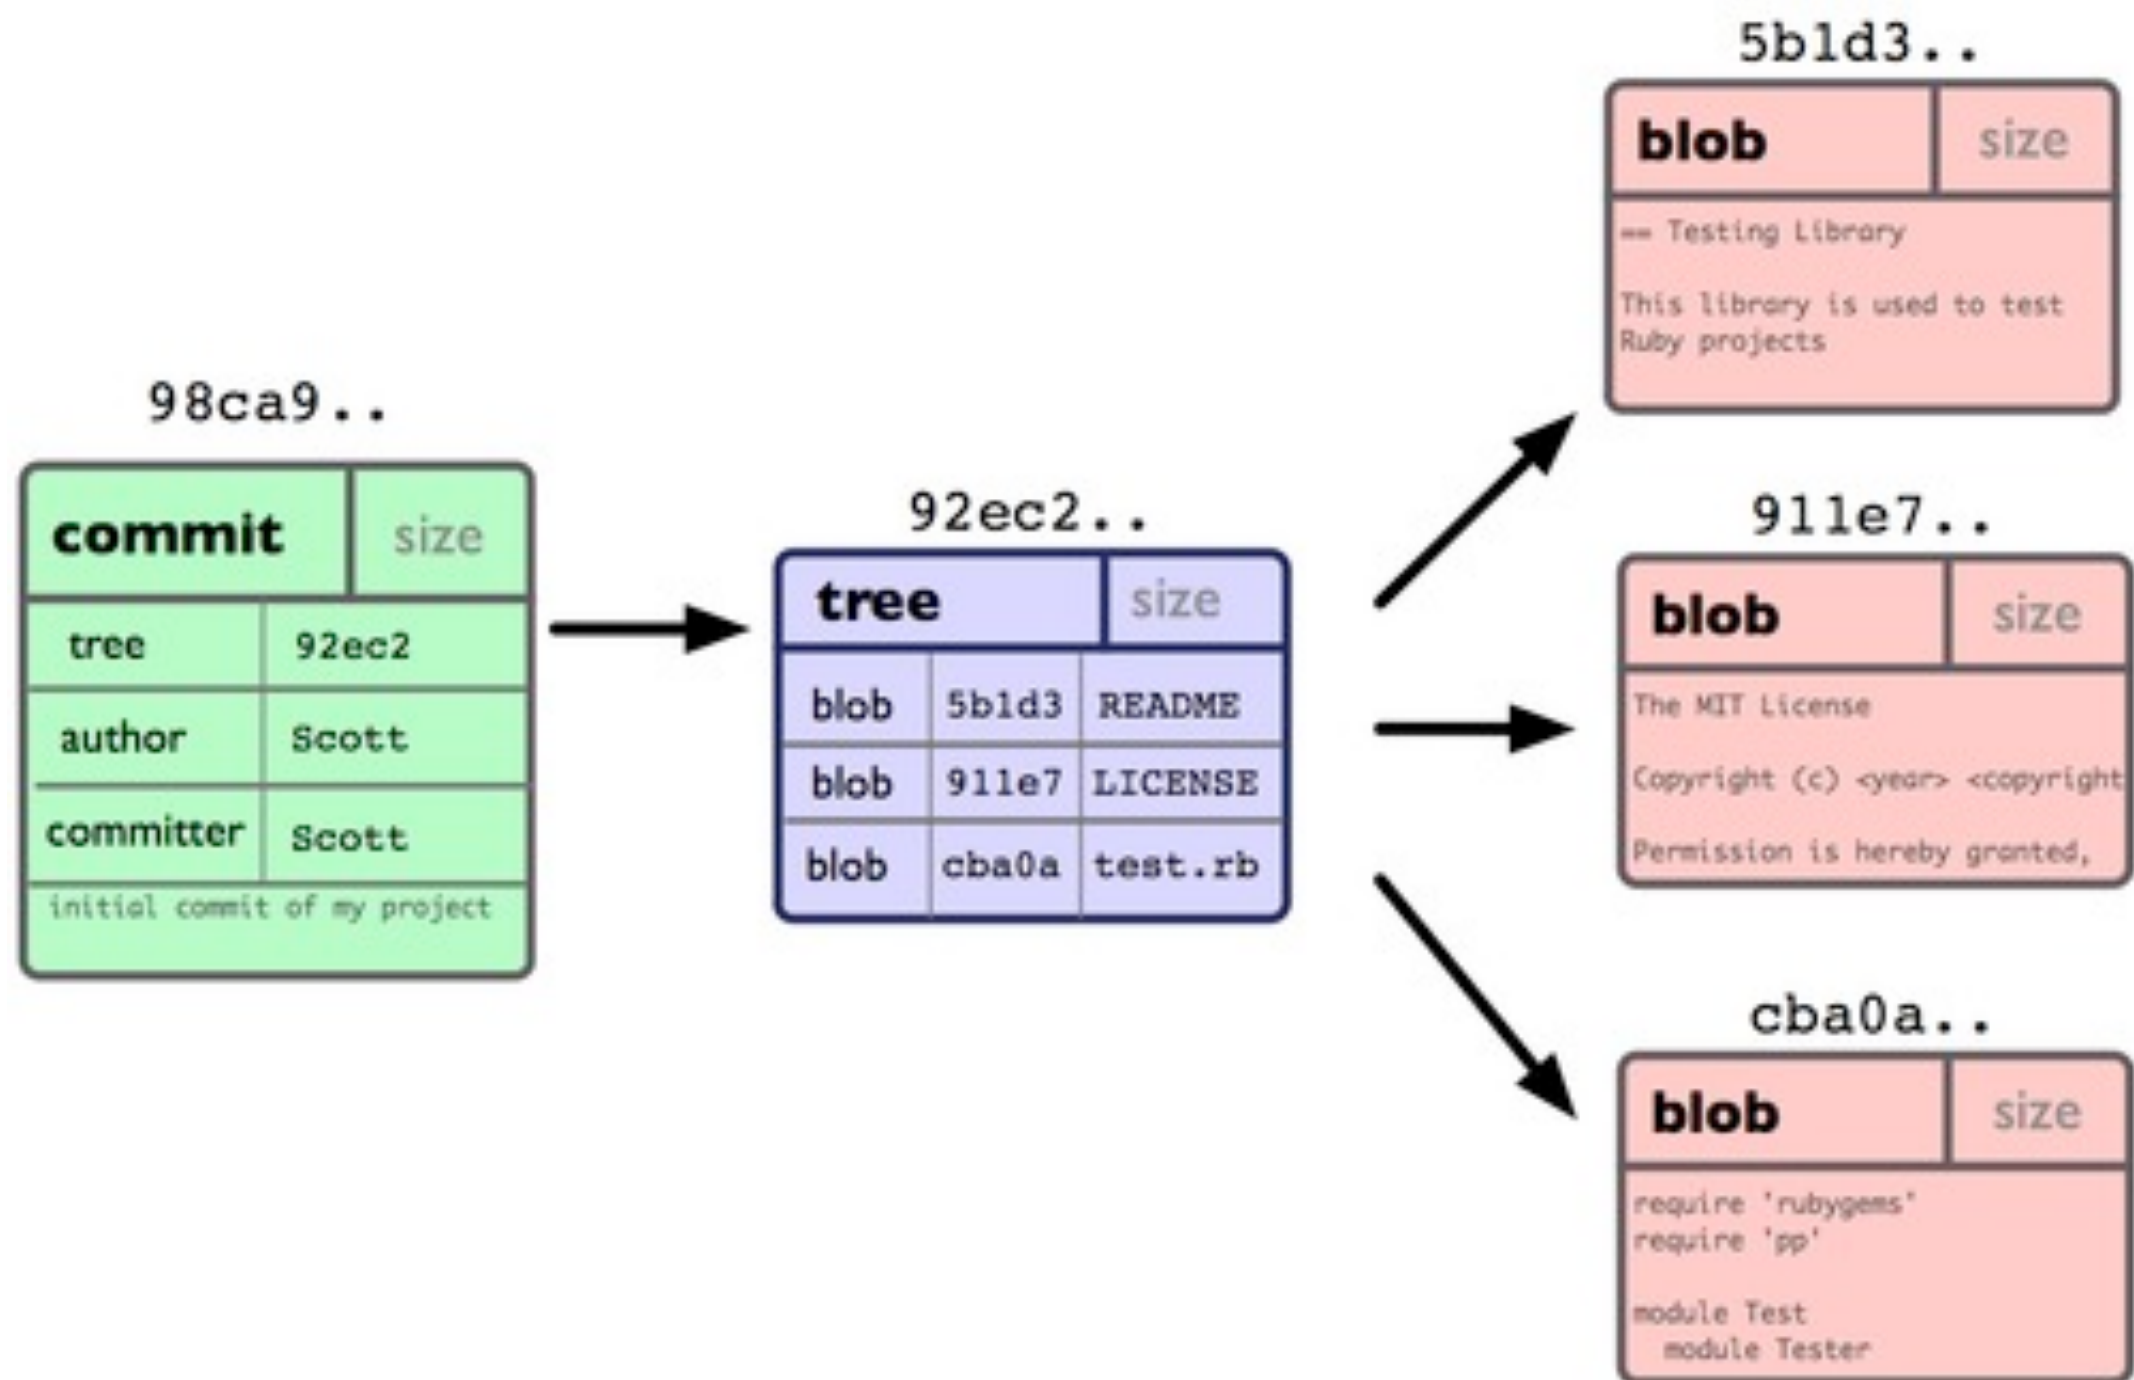 98ca9..
commit size
tree 92ec2
author Scott
committer Scott
initial commit of my project
92ec2..
tree size
blob 5b1d3 README
blob 911e7 LICENSE
blob cba0a test.rb
5b1d3..
blob size
== Testing Library
This library is used to test
Ruby projects
911e7..
blob size
The MIT License
Copyright (c) <year> <copyright
Permission is hereby granted,
cba0a..
blob size
require 'rubygems'
require 'pp'
module Test
module Tester